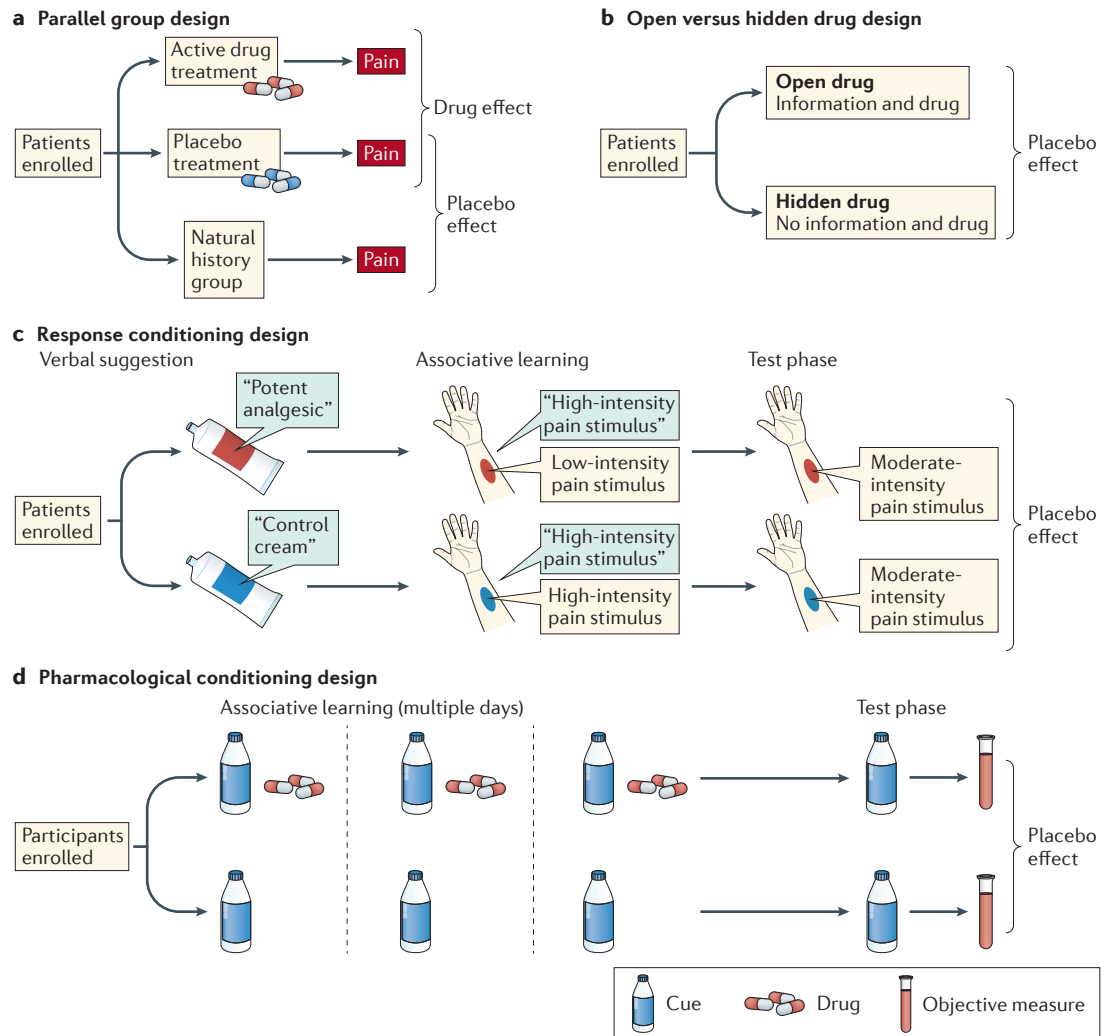 a Parallel group design
Active drug
treatment
Pain
Patients
enrolled
Placebo
treatment
Pain
Natural
history
group
Pain
Drug effect
Placebo
effect
b Open versus hidden drug design
Patients
enrolled
Open drug
Information and drug
Hidden drug
No information and drug
Placebo
effect
c Response conditioning design
Verbal suggestion
Associative learning
Test phase
Patients
enrolled
“Potent
analgesic”
“High-intensity
pain stimulus”
Low-intensity
pain stimulus
Moderate-
intensity
pain stimulus
“Control
cream”
“High-intensity
pain stimulus”
High-intensity
pain stimulus
Moderate-
intensity
pain stimulus
Placebo
effect
d Pharmacological conditioning design
Associative learning (multiple days)
Test phase
Participants
enrolled
Placebo
effect
Cue
Drug
Objective measure